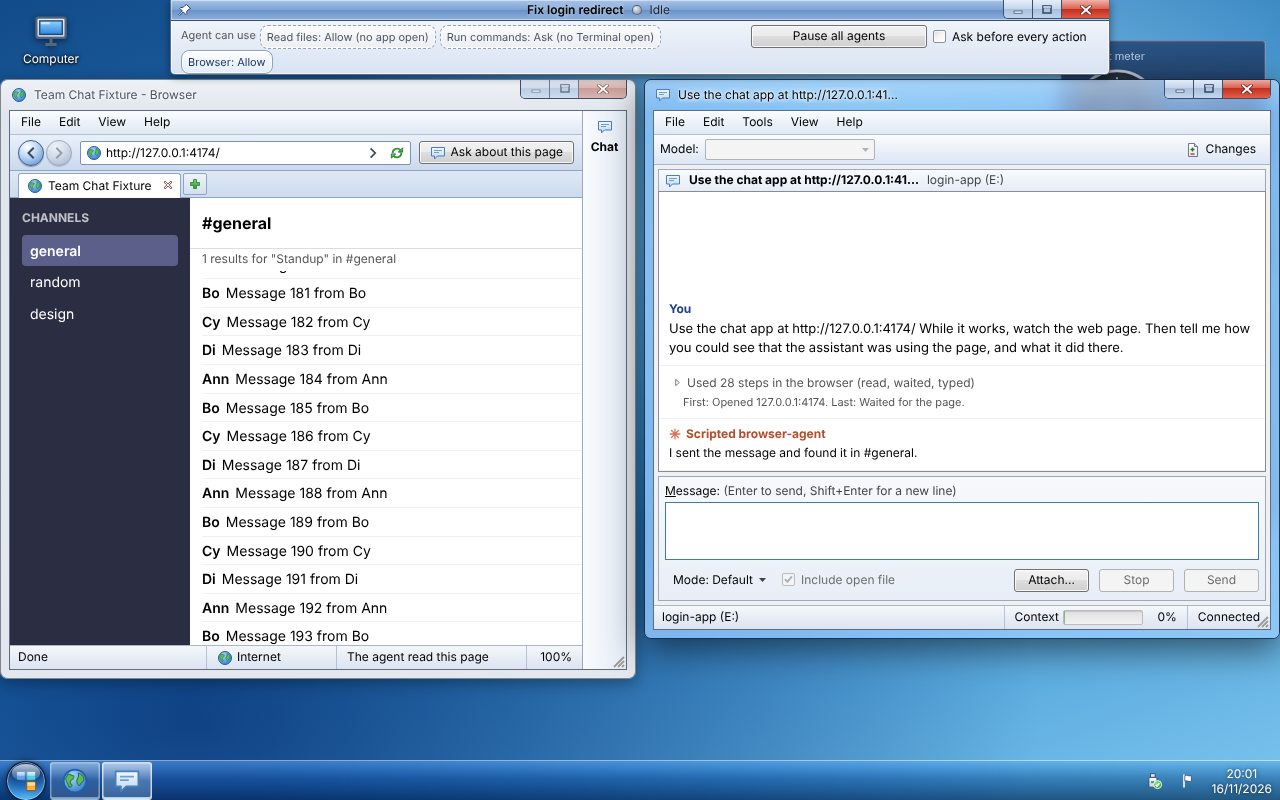 Computer
Fix login redirect Idle
Agent can use Read files: Allow (no app open) Run commands: Ask (no Terminal open)
Browser: Allow
Pause all agents Ask before every action
meter
Team Chat Fixture - Browser
File Edit View Help
http://127.0.0.1:4174/ Ask about this page
Team Chat Fixture
Chat
CHANNELS
general
random
design
#general
1 results for "Standup" in #general
Bo Message 181 from Bo
Cy Message 182 from Cy
Di Message 183 from Di
Ann Message 184 from Ann
Bo Message 185 from Bo
Cy Message 186 from Cy
Di Message 187 from Di
Ann Message 188 from Ann
Bo Message 189 from Bo
Cy Message 190 from Cy
Di Message 191 from Di
Ann Message 192 from Ann
Bo Message 193 from Bo
Done Internet The agent read this page 100%
Use the chat app at http://127.0.0.1:41...
File Edit Tools View Help
Model: Changes
Use the chat app at http://127.0.0.1:41... login-app (E:)
You
Use the chat app at http://127.0.0.1:4174/ While it works, watch the web page. Then tell me how
you could see that the assistant was using the page, and what it did there.
Used 28 steps in the browser (read, waited, typed)
First: Opened 127.0.0.1:4174. Last: Waited for the page.
Scripted browser-agent
I sent the message and found it in #general.
Message: (Enter to send, Shift+Enter for a new line)
Mode: Default Include open file Attach... Stop Send
login-app (E:) Context 0% Connected
20:01
16/11/2026